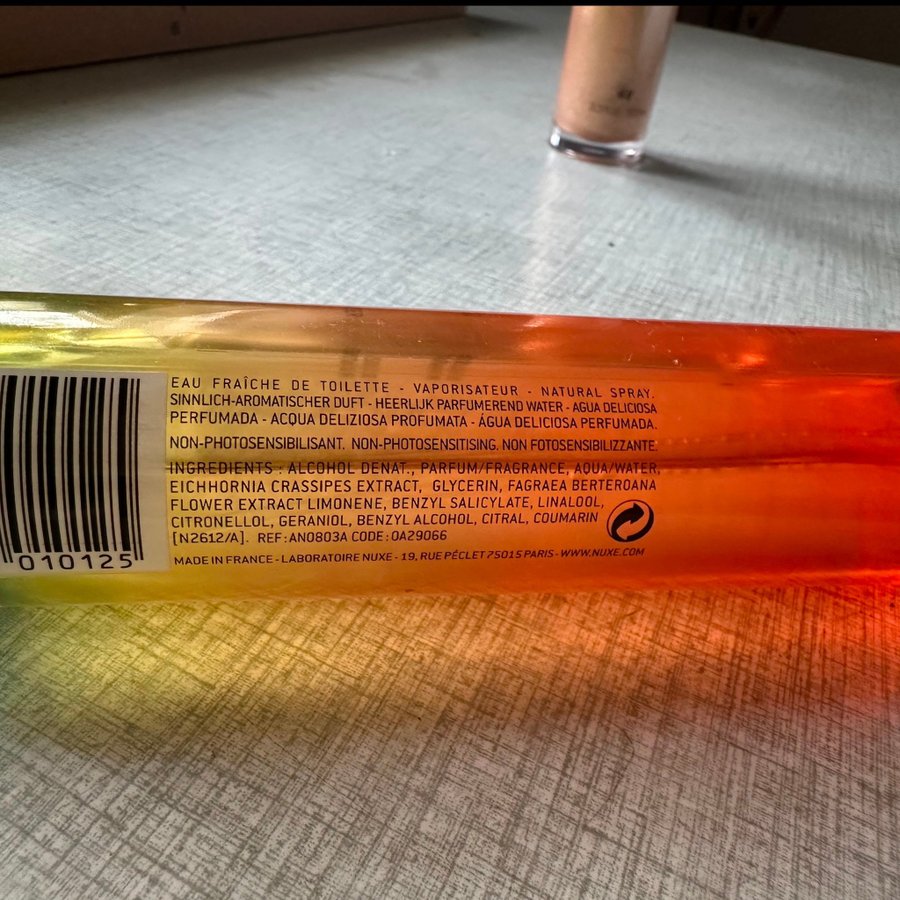 EAU FRAÎCHE DE TOILETTE - VAPORISATEUR - NATURAL SPRAY.
SINNLICH-AROMATISCHER DUFT - HEERLIJK PARFUMEREND WATER - AGUA DELICIOSA
PERFUMADA - ACQUA DELIZIOSA PROFUMATA - ÁGUA DELICIOSA PERFUMADA.
NON-PHOTOSENSIBILISANT. NON-PHOTOSENSITISING. NON FOTOSENSIBILIZZANTE.
INGREDIENTS : ALCOHOL DENAT., PARFUM/FRAGRANCE, AQUA/WATER,
EICHHORNIA CRASSIPES EXTRACT, GLYCERIN, FAGRAEA BERTEROANA
FLOWER EXTRACT LIMONENE, BENZYL SALICYLATE, LINALOOL,
CITRONELLOL, GERANIOL, BENZYL ALCOHOL, CITRAL, COUMARIN
[N2612/A]. REF: AN0803A CODE: 0A29066
MADE IN FRANCE - LABORATOIRE NUXE - 19, RUE PÉCLET 75015 PARIS - WWW.NUXE.COM
010125